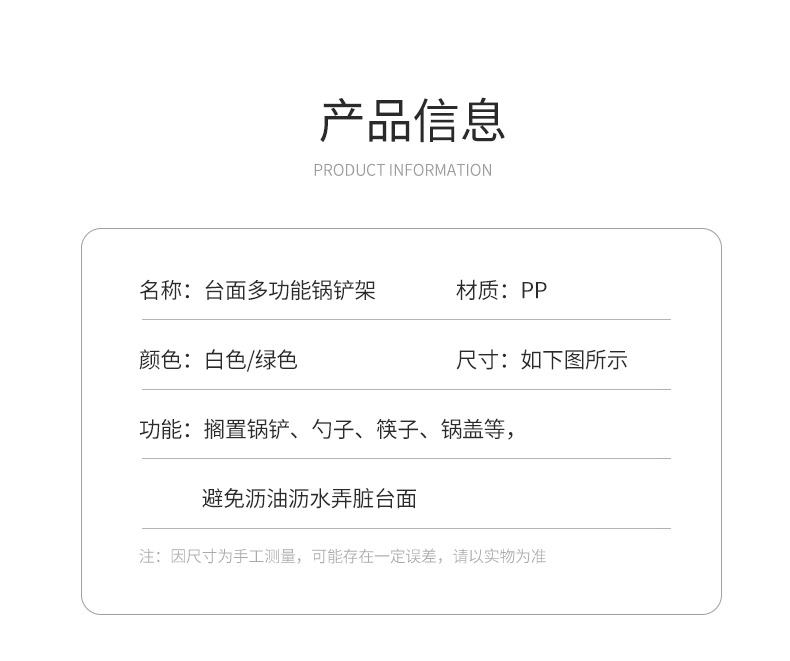 产品信息
PRODUCT INFORMATION
名称：台面多功能锅铲架 材质：PP
颜色：白色/绿色 尺寸：如下图所示
功能：搁置锅铲、勺子、筷子、锅盖等，
避免沥油沥水弄脏台面
注：因尺寸为手工测量，可能存在一定误差，请以实物为准